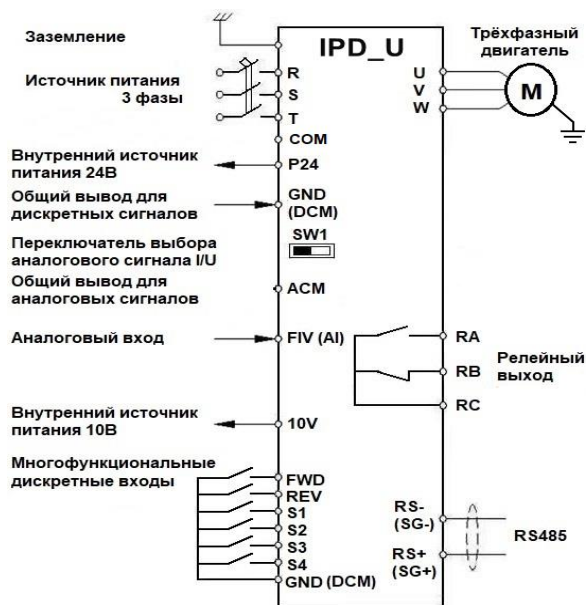 Заземление
IPD_U
Трёхфазный
двигатель
Источник питания
3 фазы
R
S
T
U
V
W
M
COM
Внутренний источник
питания 24В
P24
Общий вывод для
дискретных сигналов
GND
(DCM)
Переключатель выбора
аналогового сигнала I/U
SW1
Общий вывод для
аналоговых сигналов
ACM
Аналоговый вход
FIV (AI)
RA
RB
RC
Релейный
выход
Внутренний источник
питания 10В
10V
Многофункциональные
дискретные входы
FWD
REV
S1
S2
S3
S4
GND (DCM)
RS-
(SG-)
RS+
(SG+)
RS485